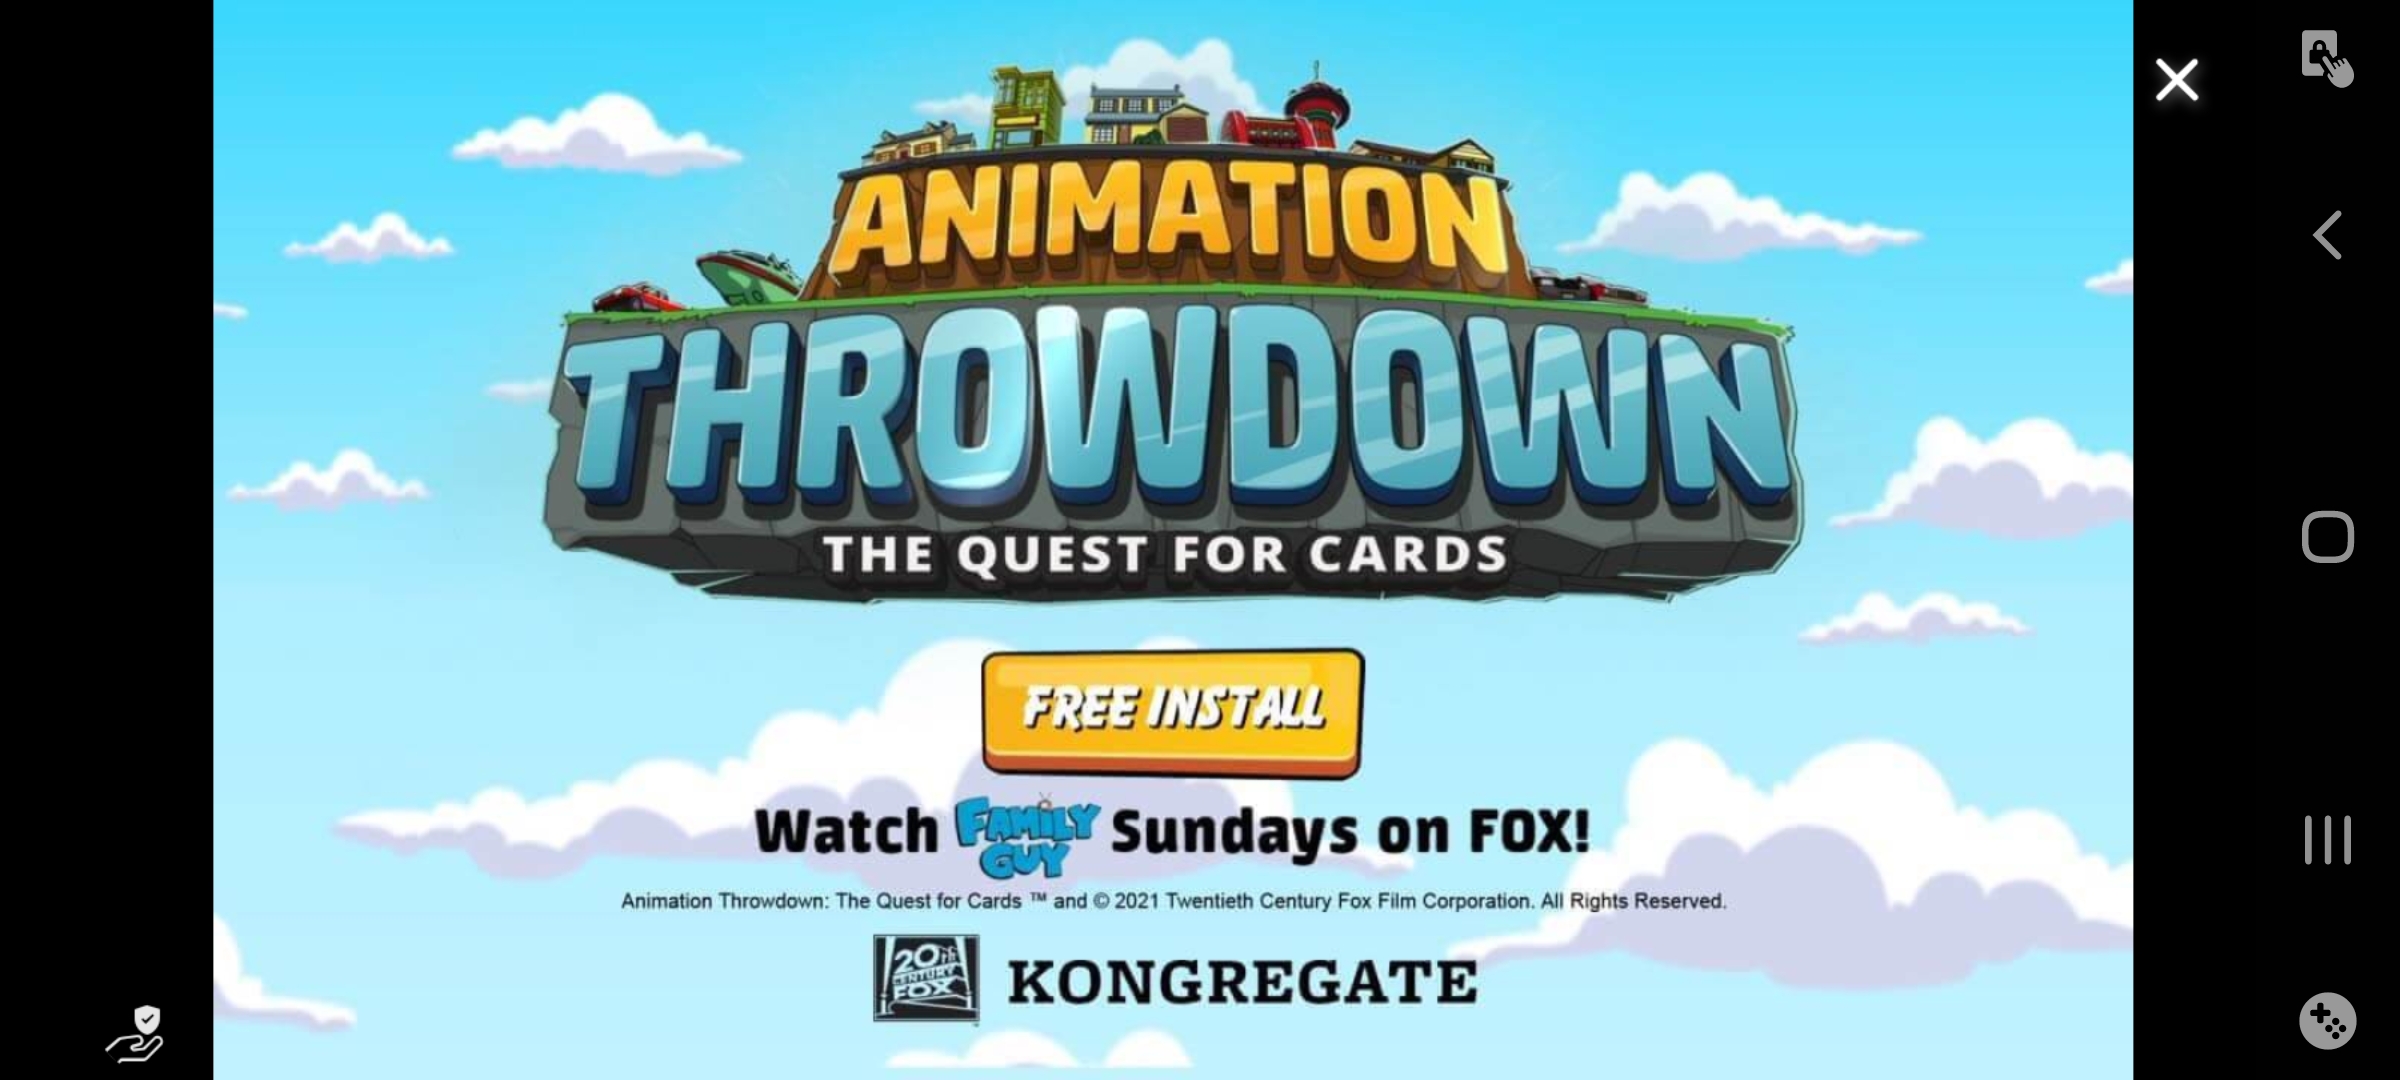 ANIMATION
THROWDOWN
THE QUEST FOR CARDS
FREE INSTALL
Watch FAMILY GUY Sundays on FOX!
Animation Throwdown: The Quest for Cards ™ and © 2021 Twentieth Century Fox Film Corporation. All Rights Reserved.
20th CENTURY FOX KONGREGATE